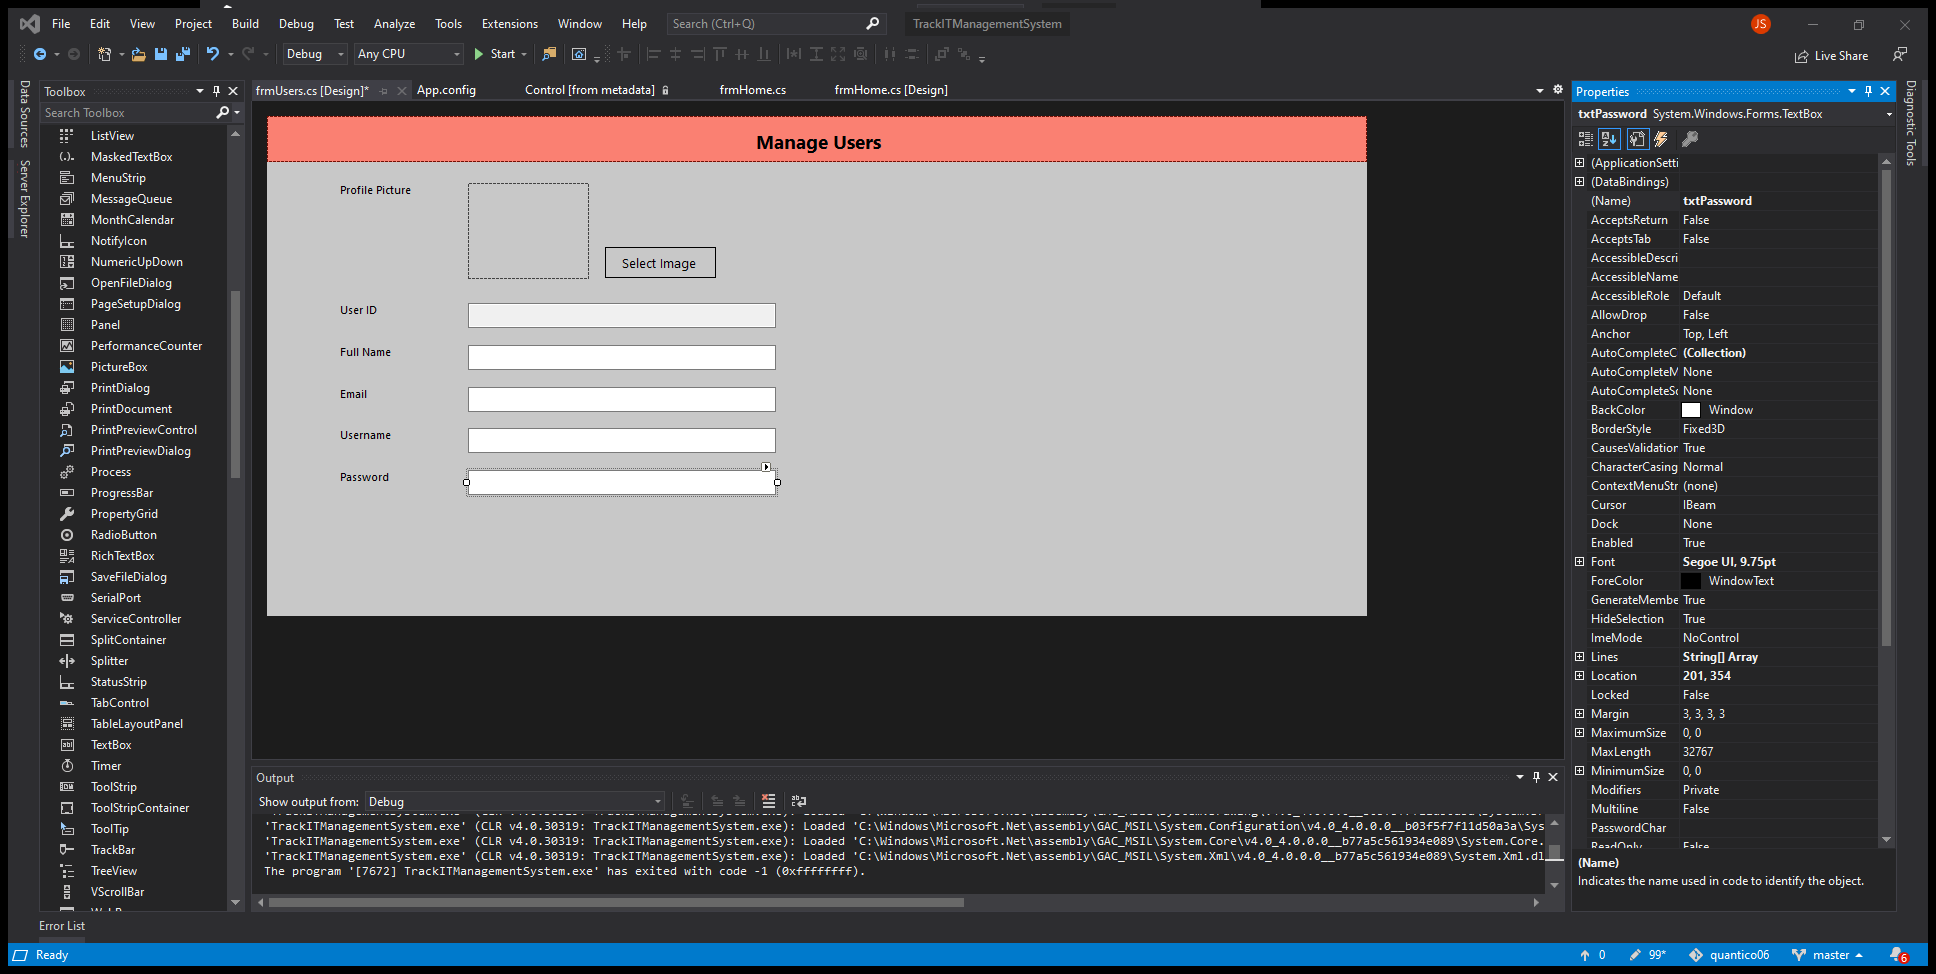 File Edit View Project Build Debug Test Analyze Tools Extensions Window Help Search (Ctrl+Q) TrackITManagementSystem JS
Debug Any CPU Start Live Share
Data Sources
Server Explorer
Toolbox
Search Toolbox
ListView
MaskedTextBox
MenuStrip
MessageQueue
MonthCalendar
NotifyIcon
NumericUpDown
OpenFileDialog
PageSetupDialog
Panel
PerformanceCounter
PictureBox
PrintDialog
PrintDocument
PrintPreviewControl
PrintPreviewDialog
Process
ProgressBar
PropertyGrid
RadioButton
RichTextBox
SaveFileDialog
SerialPort
ServiceController
SplitContainer
Splitter
StatusStrip
TabControl
TableLayoutPanel
TextBox
Timer
ToolStrip
ToolStripContainer
ToolTip
TrackBar
TreeView
VScrollBar
frmUsers.cs [Design]* App.config Control [from metadata] frmHome.cs frmHome.cs [Design]
Manage Users
Profile Picture
Select Image
User ID
Full Name
Email
Username
Password
Output
Show output from: Debug
'TrackITManagementSystem.exe' (CLR v4.0.30319: TrackITManagementSystem.exe): Loaded 'C:\Windows\Microsoft.Net\assembly\GAC_MSIL\System.Configuration\v4.0_4.0.0.0__b03f5f7f11d50a3a\Sys
'TrackITManagementSystem.exe' (CLR v4.0.30319: TrackITManagementSystem.exe): Loaded 'C:\Windows\Microsoft.Net\assembly\GAC_MSIL\System.Core\v4.0_4.0.0.0__b77a5c561934e089\System.Core.
'TrackITManagementSystem.exe' (CLR v4.0.30319: TrackITManagementSystem.exe): Loaded 'C:\Windows\Microsoft.Net\assembly\GAC_MSIL\System.Xml\v4.0_4.0.0.0__b77a5c561934e089\System.Xml.dl
The program '[7672] TrackITManagementSystem.exe' has exited with code -1 (0xffffffff).
Properties
txtPassword System.Windows.Forms.TextBox
(ApplicationSetti
(DataBindings)
(Name) txtPassword
AcceptsReturn False
AcceptsTab False
AccessibleDescri
AccessibleName
AccessibleRole Default
AllowDrop False
Anchor Top, Left
AutoCompleteC (Collection)
AutoCompleteM None
AutoCompleteSo None
BackColor Window
BorderStyle Fixed3D
CausesValidation True
CharacterCasing Normal
ContextMenuStr (none)
Cursor IBeam
Dock None
Enabled True
Font Segoe UI, 9.75pt
ForeColor WindowText
GenerateMembe True
HideSelection True
ImeMode NoControl
Lines String[] Array
Location 201, 354
Locked False
Margin 3, 3, 3, 3
MaximumSize 0, 0
MaxLength 32767
MinimumSize 0, 0
Modifiers Private
Multiline False
PasswordChar
ReadOnly False
(Name)
Indicates the name used in code to identify the object.
Diagnostic Tools
Error List
Ready 0 99* quantico06 master 6